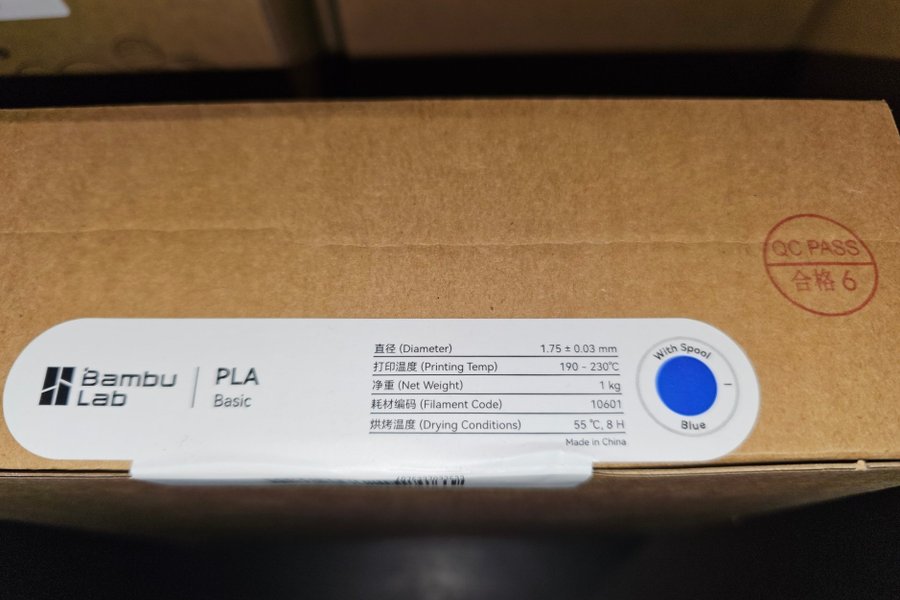 QC PASS
合格 6
Bambu
Lab
PLA
Basic
直径 (Diameter) 1.75 ± 0.03 mm
打印温度 (Printing Temp) 190 - 230℃
净重 (Net Weight) 1 kg
耗材编码 (Filament Code) 10601
烘烤温度 (Drying Conditions) 55 ℃, 8 H
Made in China
With Spool
Blue